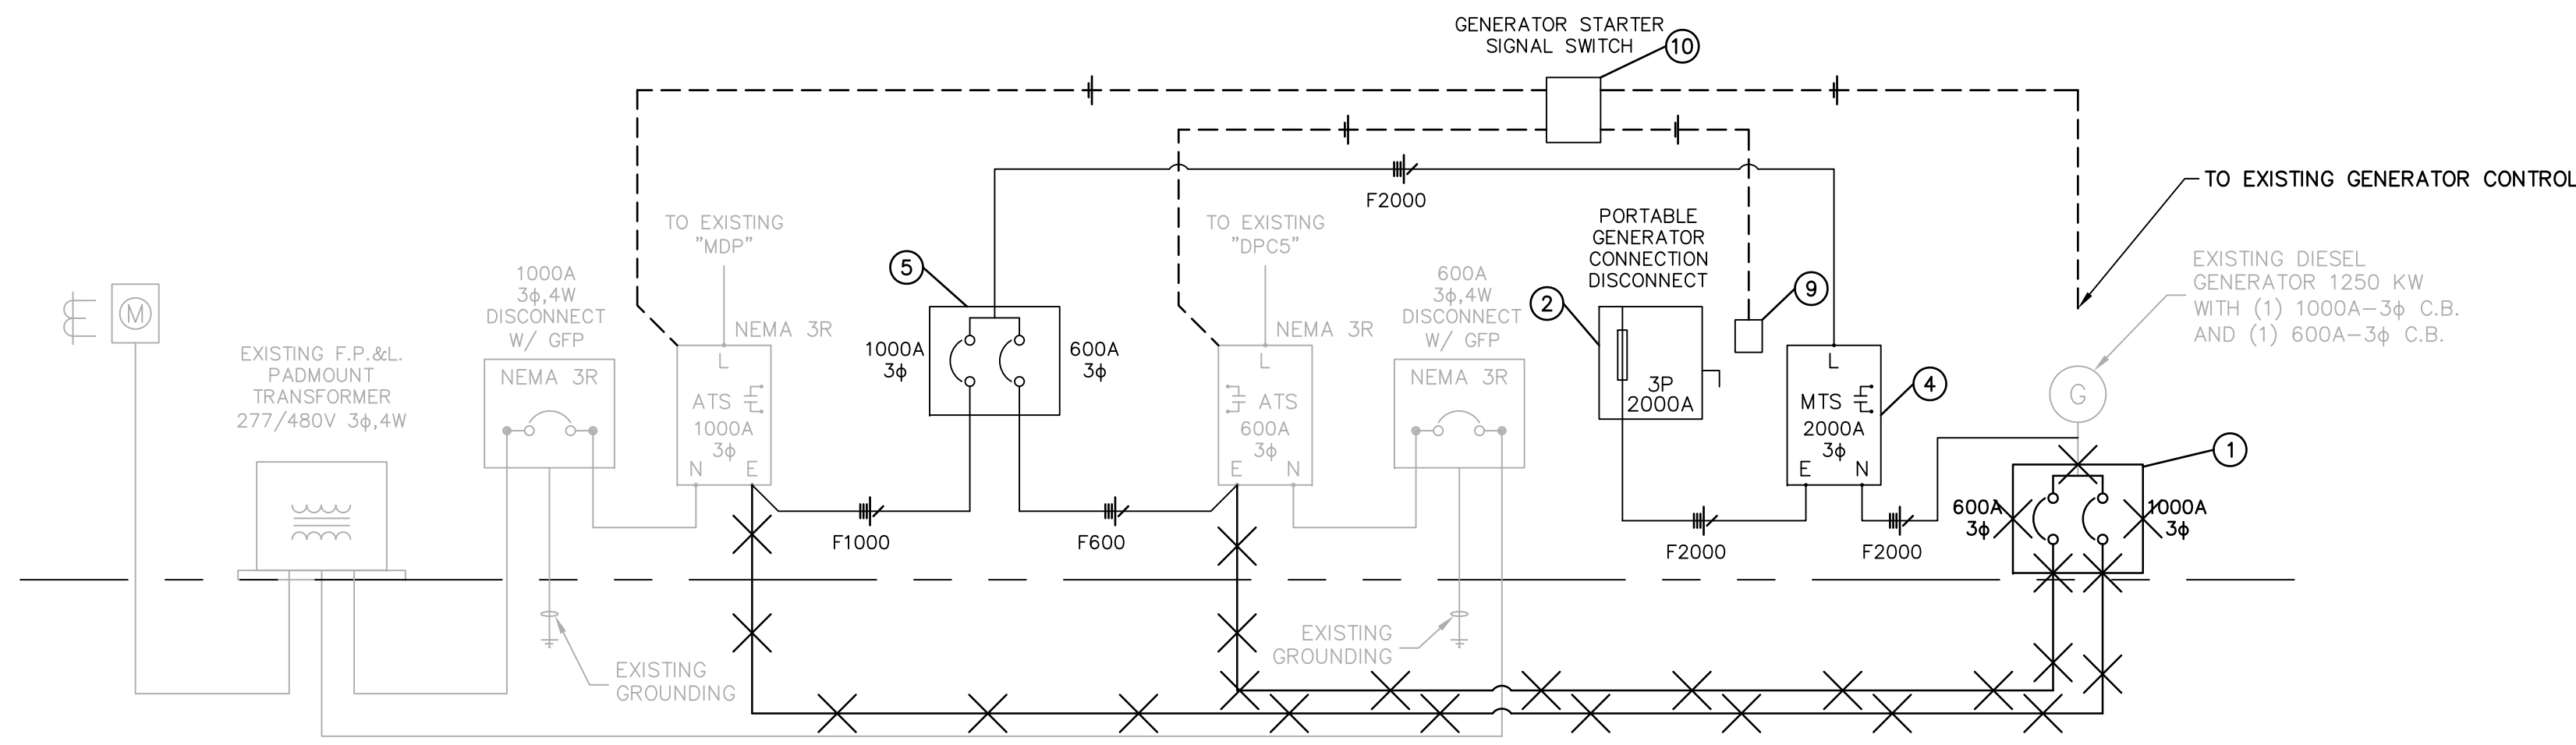 GENERATOR STARTER
SIGNAL SWITCH
10
TO EXISTING GENERATOR CONTROL
F2000
TO EXISTING
"MDP"
TO EXISTING
"DPC5"
PORTABLE
GENERATOR
CONNECTION
DISCONNECT
EXISTING DIESEL
GENERATOR 1250 KW
WITH (1) 1000A-3ϕ C.B.
AND (1) 600A-3ϕ C.B.
5
1000A
3ϕ,4W
DISCONNECT
W/ GFP
NEMA 3R
600A
3ϕ,4W
DISCONNECT
W/ GFP
NEMA 3R
2
9
M
EXISTING F.P.&L.
PADMOUNT
TRANSFORMER
277/480V 3ϕ,4W
NEMA 3R
L
ATS
1000A
3ϕ
N E
1000A
3ϕ
600A
3ϕ
NEMA 3R
L
ATS
600A
3ϕ
E N
3P
2000A
L
MTS
2000A
3ϕ
E N
4
G
1
600A
3ϕ
1000A
3ϕ
F1000
F600
F2000
F2000
EXISTING
GROUNDING
EXISTING
GROUNDING